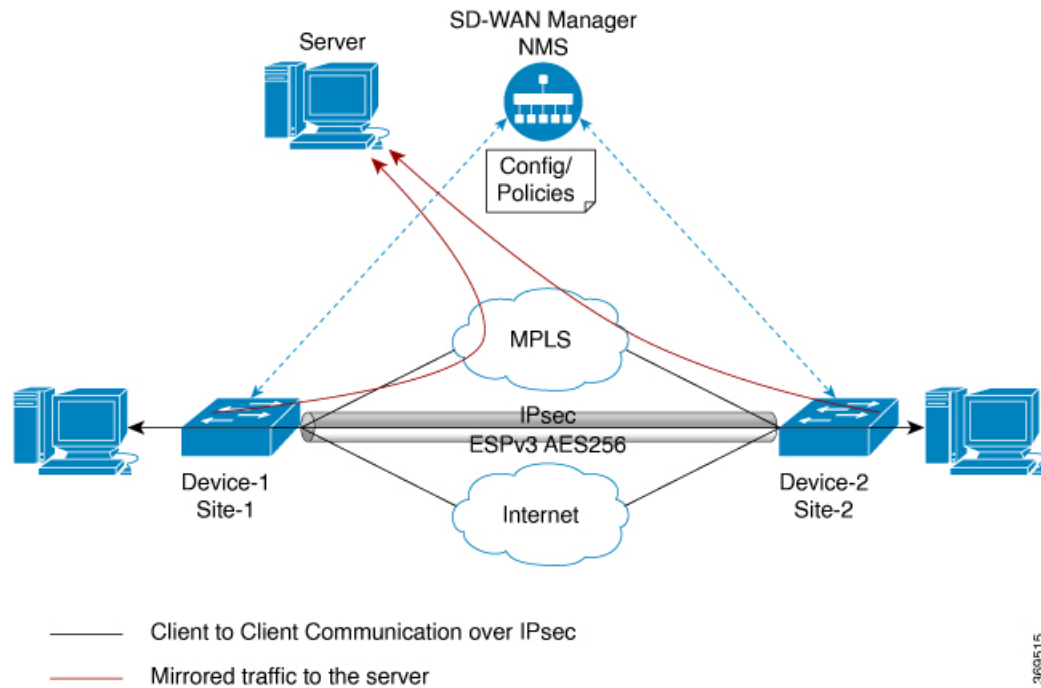 SD-WAN Manager
NMS
Server
Config/
Policies
MPLS
IPsec
ESPv3 AES256
Device-1
Site-1
Device-2
Site-2
Internet
Client to Client Communication over IPsec
Mirrored traffic to the server
369515